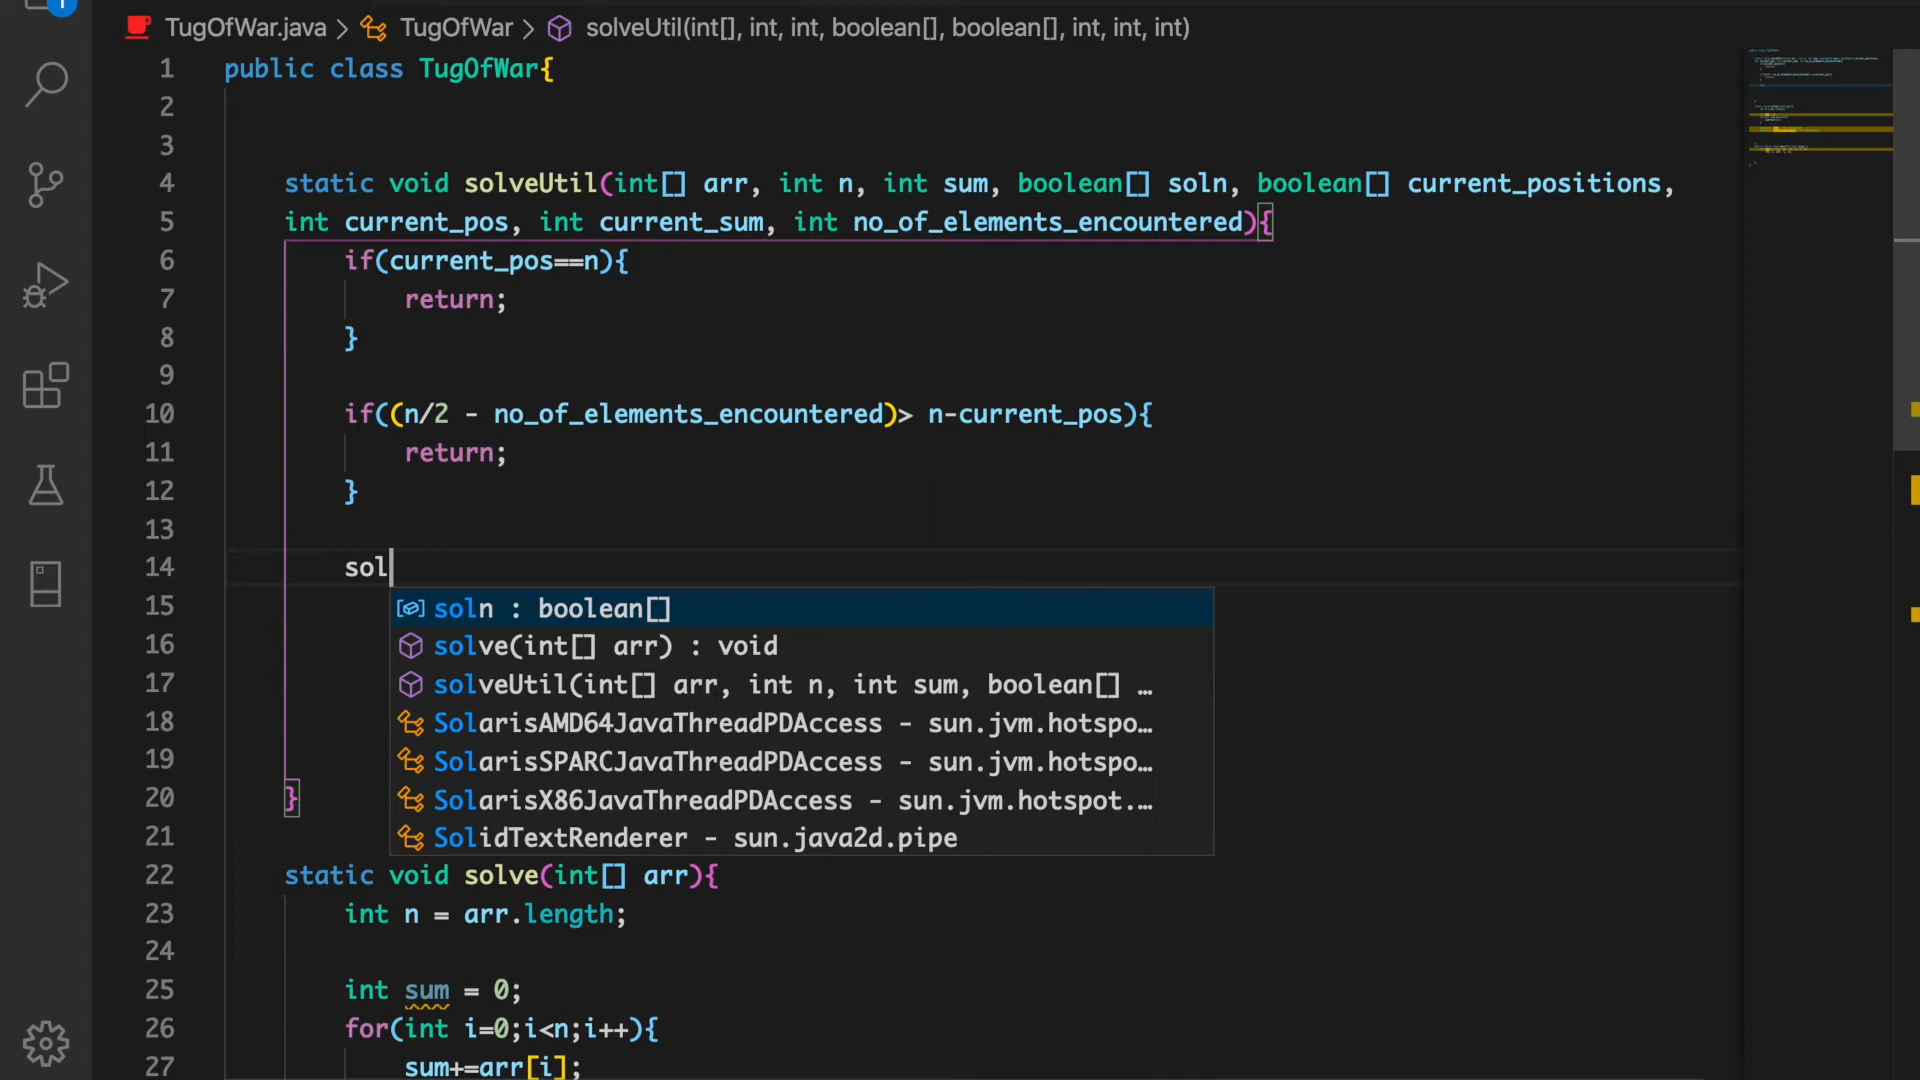 1
TugOfWar.java > TugOfWar > solveUtil(int[], int, int, boolean[], boolean[], int, int, int)
1 public class TugOfWar{
2
3
4 static void solveUtil(int[] arr, int n, int sum, boolean[] soln, boolean[] current_positions,
5 int current_pos, int current_sum, int no_of_elements_encountered){
6 if(current_pos==n){
7 return;
8 }
9
10 if((n/2 - no_of_elements_encountered)> n-current_pos){
11 return;
12 }
13
14 sol
15 soln : boolean[]
16 solve(int[] arr) : void
17 solveUtil(int[] arr, int n, int sum, boolean[] …
18 SolarisAMD64JavaThreadPDAccess - sun.jvm.hotspo…
19 SolarisSPARCJavaThreadPDAccess - sun.jvm.hotspo…
20 } SolarisX86JavaThreadPDAccess - sun.jvm.hotspot.…
21 SolidTextRenderer - sun.java2d.pipe
22 static void solve(int[] arr){
23 int n = arr.length;
24
25 int sum = 0;
26 for(int i=0;i<n;i++){
27 sum+=arr[i];